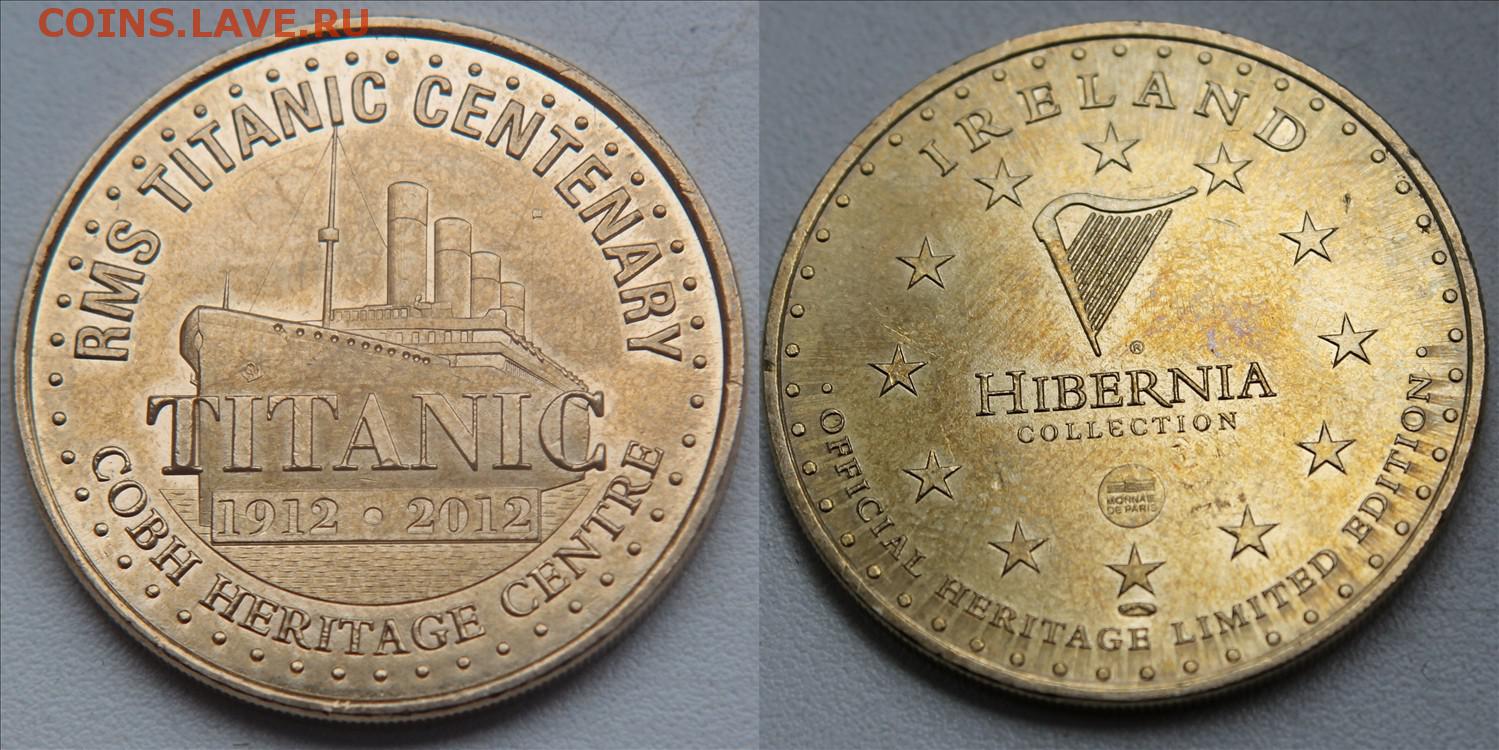 COINS.LAVE.RU
RMS TITANIC CENTENARY
TITANIC
1912 • 2012
COBH HERITAGE CENTRE
IRELAND
®
HIBERNIA
COLLECTION
MONNAIE
DE PARIS
• OFFICIAL HERITAGE LIMITED EDITION •